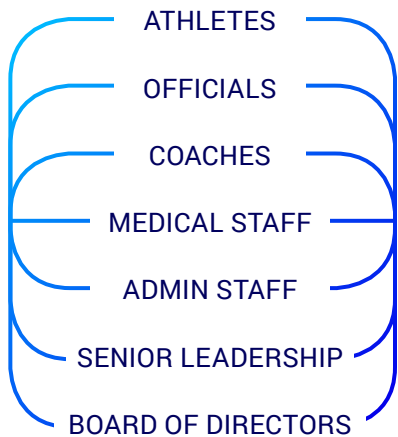 ATHLETES
OFFICIALS
COACHES
MEDICAL STAFF
ADMIN STAFF
SENIOR LEADERSHIP
BOARD OF DIRECTORS